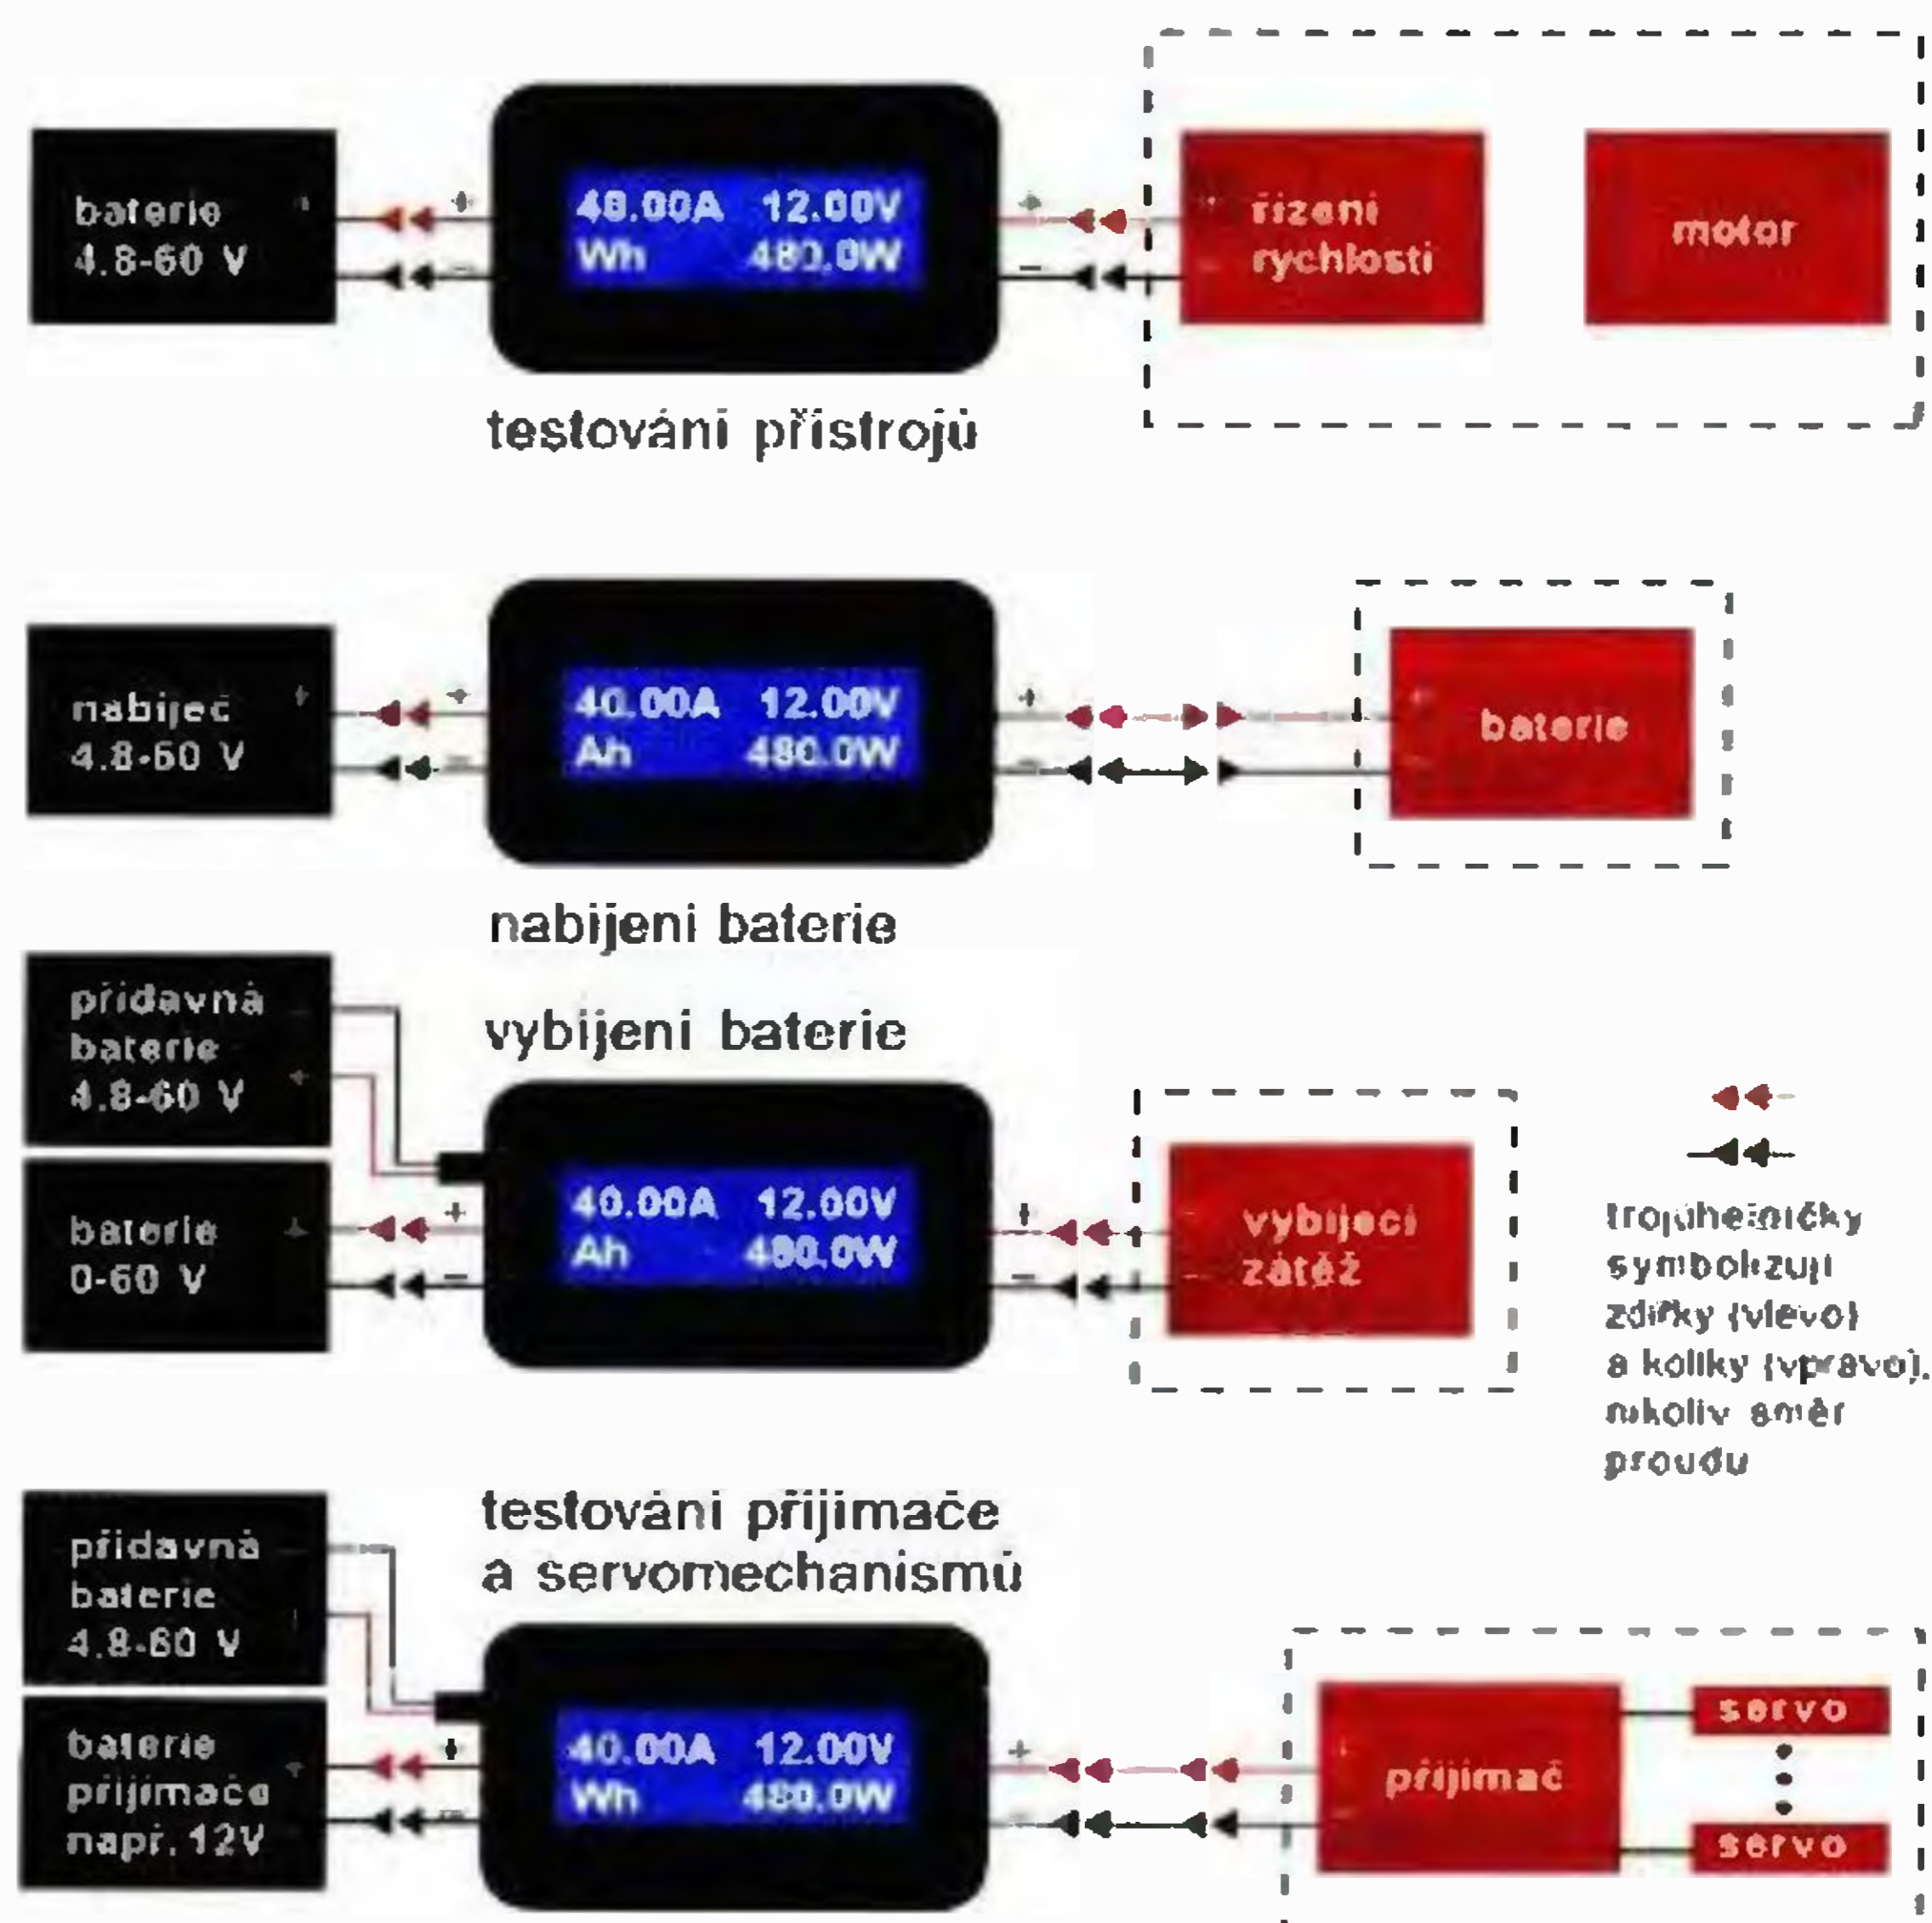 baterie
4.8-60 V
40.00A 12.00V
Wh 480.0W
řízení
rychlosti
motor
testování přístrojů
nabíječ
4.8-60 V
40.00A 12.00V
Ah 480.0W
baterie
nabíjení baterie
přídavná
baterie
4.8-60 V
vybíjení baterie
baterie
0-60 V
40.00A 12.00V
Ah 480.0W
vybíjecí
zátěž
trojúhelníčky
symbolizují
zdířky (vlevo)
a kolíky (vpravo),
nikoliv směr
proudu
testování přijímače
a servomechanismů
přídavná
baterie
4.8-60 V
baterie
přijímače
např. 12V
40.00A 12.00V
Wh 480.0W
přijímač
servo
servo